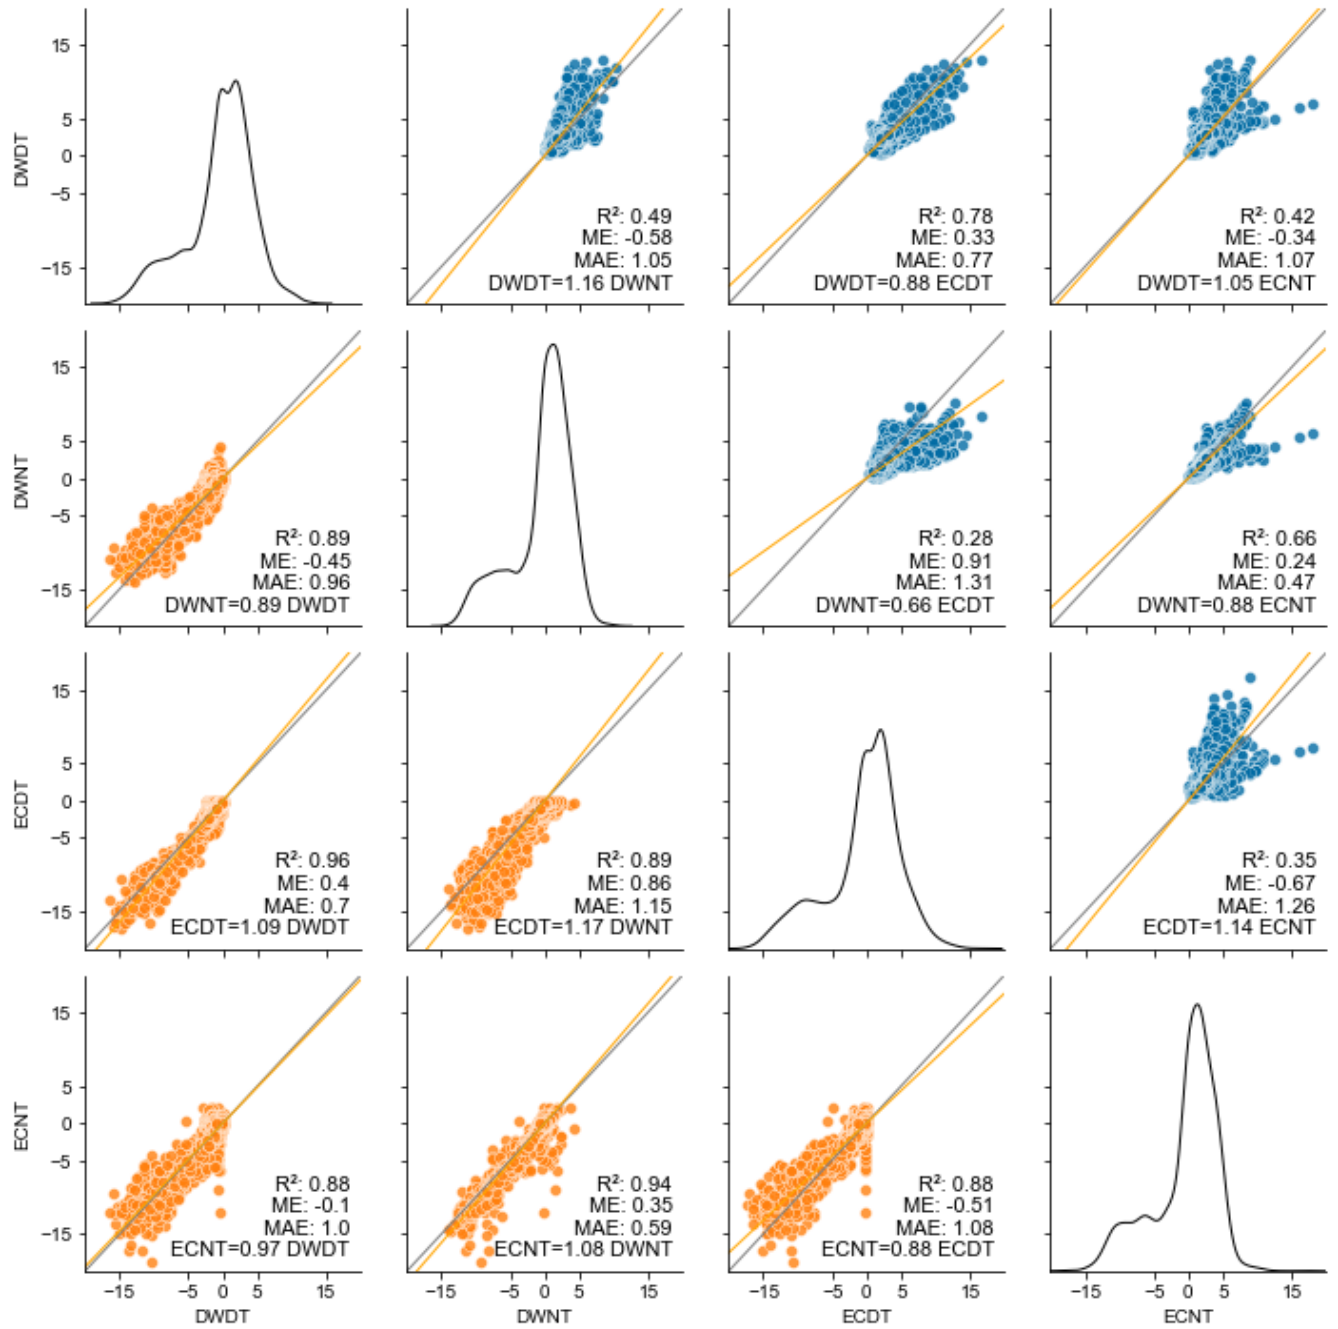 DWDT
15
5
0
−5
−15
R²: 0.49
ME: -0.58
MAE: 1.05
DWDT=1.16 DWNT
R²: 0.78
ME: 0.33
MAE: 0.77
DWDT=0.88 ECDT
R²: 0.42
ME: -0.34
MAE: 1.07
DWDT=1.05 ECNT
DWNT
15
5
0
−5
−15
R²: 0.89
ME: -0.45
MAE: 0.96
DWNT=0.89 DWDT
R²: 0.28
ME: 0.91
MAE: 1.31
DWNT=0.66 ECDT
R²: 0.66
ME: 0.24
MAE: 0.47
DWNT=0.88 ECNT
ECDT
15
5
0
−5
−15
R²: 0.96
ME: 0.4
MAE: 0.7
ECDT=1.09 DWDT
R²: 0.89
ME: 0.86
MAE: 1.15
ECDT=1.17 DWNT
R²: 0.35
ME: -0.67
MAE: 1.26
ECDT=1.14 ECNT
ECNT
15
5
0
−5
−15
R²: 0.88
ME: -0.1
MAE: 1.0
ECNT=0.97 DWDT
R²: 0.94
ME: 0.35
MAE: 0.59
ECNT=1.08 DWNT
R²: 0.88
ME: -0.51
MAE: 1.08
ECNT=0.88 ECDT
−15 −5 0 5 15
DWDT
−15 −5 0 5 15
DWNT
−15 −5 0 5 15
ECDT
−15 −5 0 5 15
ECNT